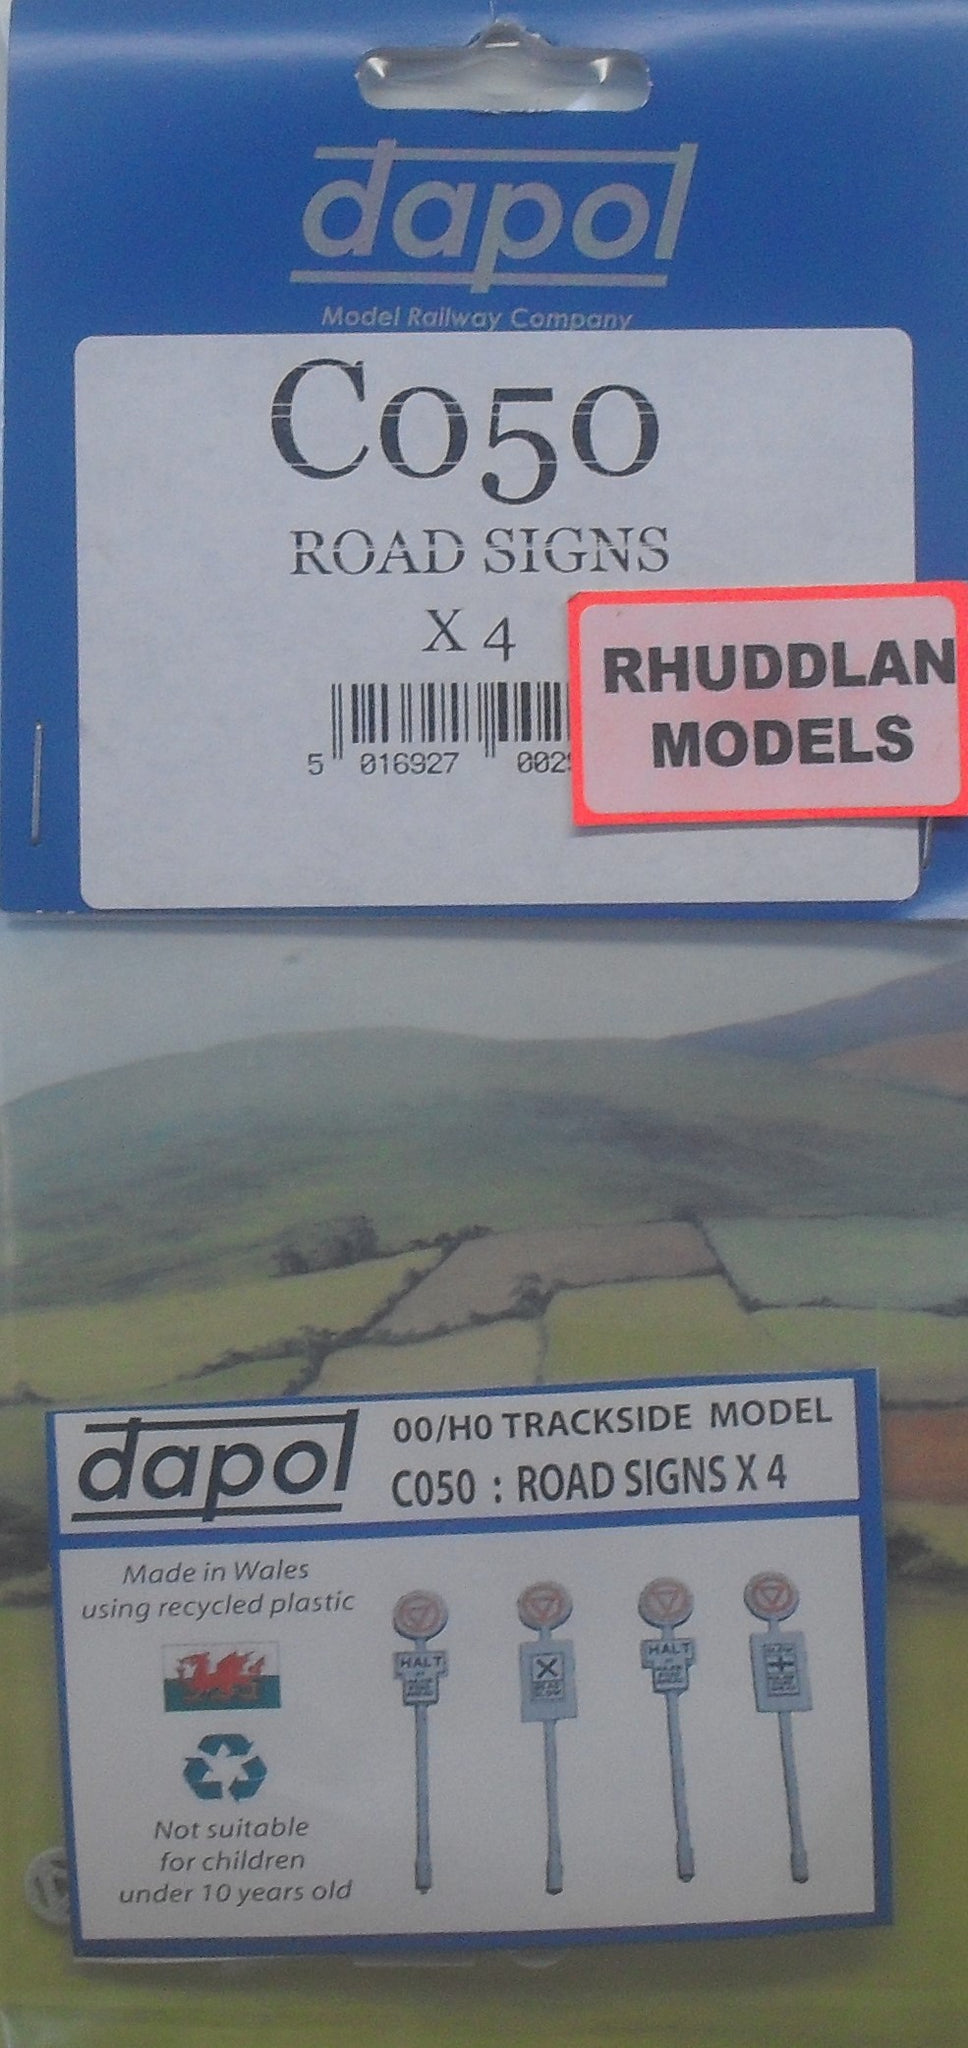 dapol
Model Railway Company
C050
ROAD SIGNS
X 4
RHUDDLAN
MODELS
5 016927 002
dapol
00/H0 TRACKSIDE MODEL
C050 : ROAD SIGNS X 4
Made in Wales
using recycled plastic
Not suitable
for children
under 10 years old
HALT
HALT